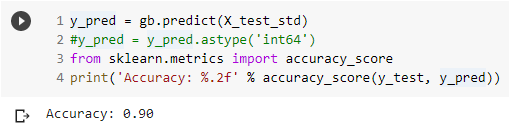 1 y_pred = gb.predict(X_test_std)
2 #y_pred = y_pred.astype('int64')
3 from sklearn.metrics import accuracy_score
4 print('Accuracy: %.2f' % accuracy_score(y_test, y_pred))
Accuracy: 0.90